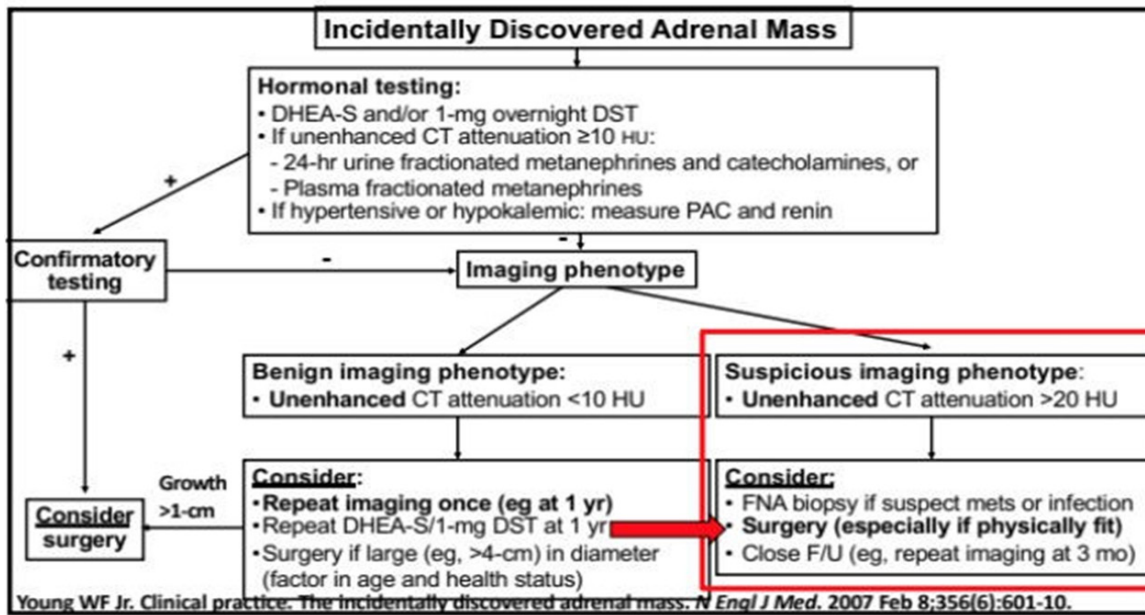 Incidentally Discovered Adrenal Mass
Hormonal testing:
• DHEA-S and/or 1-mg overnight DST
• If unenhanced CT attenuation ≥10 HU:
- 24-hr urine fractionated metanephrines and catecholamines, or
- Plasma fractionated metanephrines
• If hypertensive or hypokalemic: measure PAC and renin
+
-
Confirmatory
testing
-
Imaging phenotype
+
Benign imaging phenotype:
• Unenhanced CT attenuation <10 HU
Suspicious imaging phenotype:
• Unenhanced CT attenuation >20 HU
Growth
>1-cm
Consider
surgery
Consider:
• Repeat imaging once (eg at 1 yr)
• Repeat DHEA-S/1-mg DST at 1 yr
• Surgery if large (eg, >4-cm) in diameter
(factor in age and health status)
Consider:
• FNA biopsy if suspect mets or infection
• Surgery (especially if physically fit)
• Close F/U (eg, repeat imaging at 3 mo)
Young WF Jr. Clinical practice. The incidentally discovered adrenal mass. N Engl J Med. 2007 Feb 8;356(6):601-10.